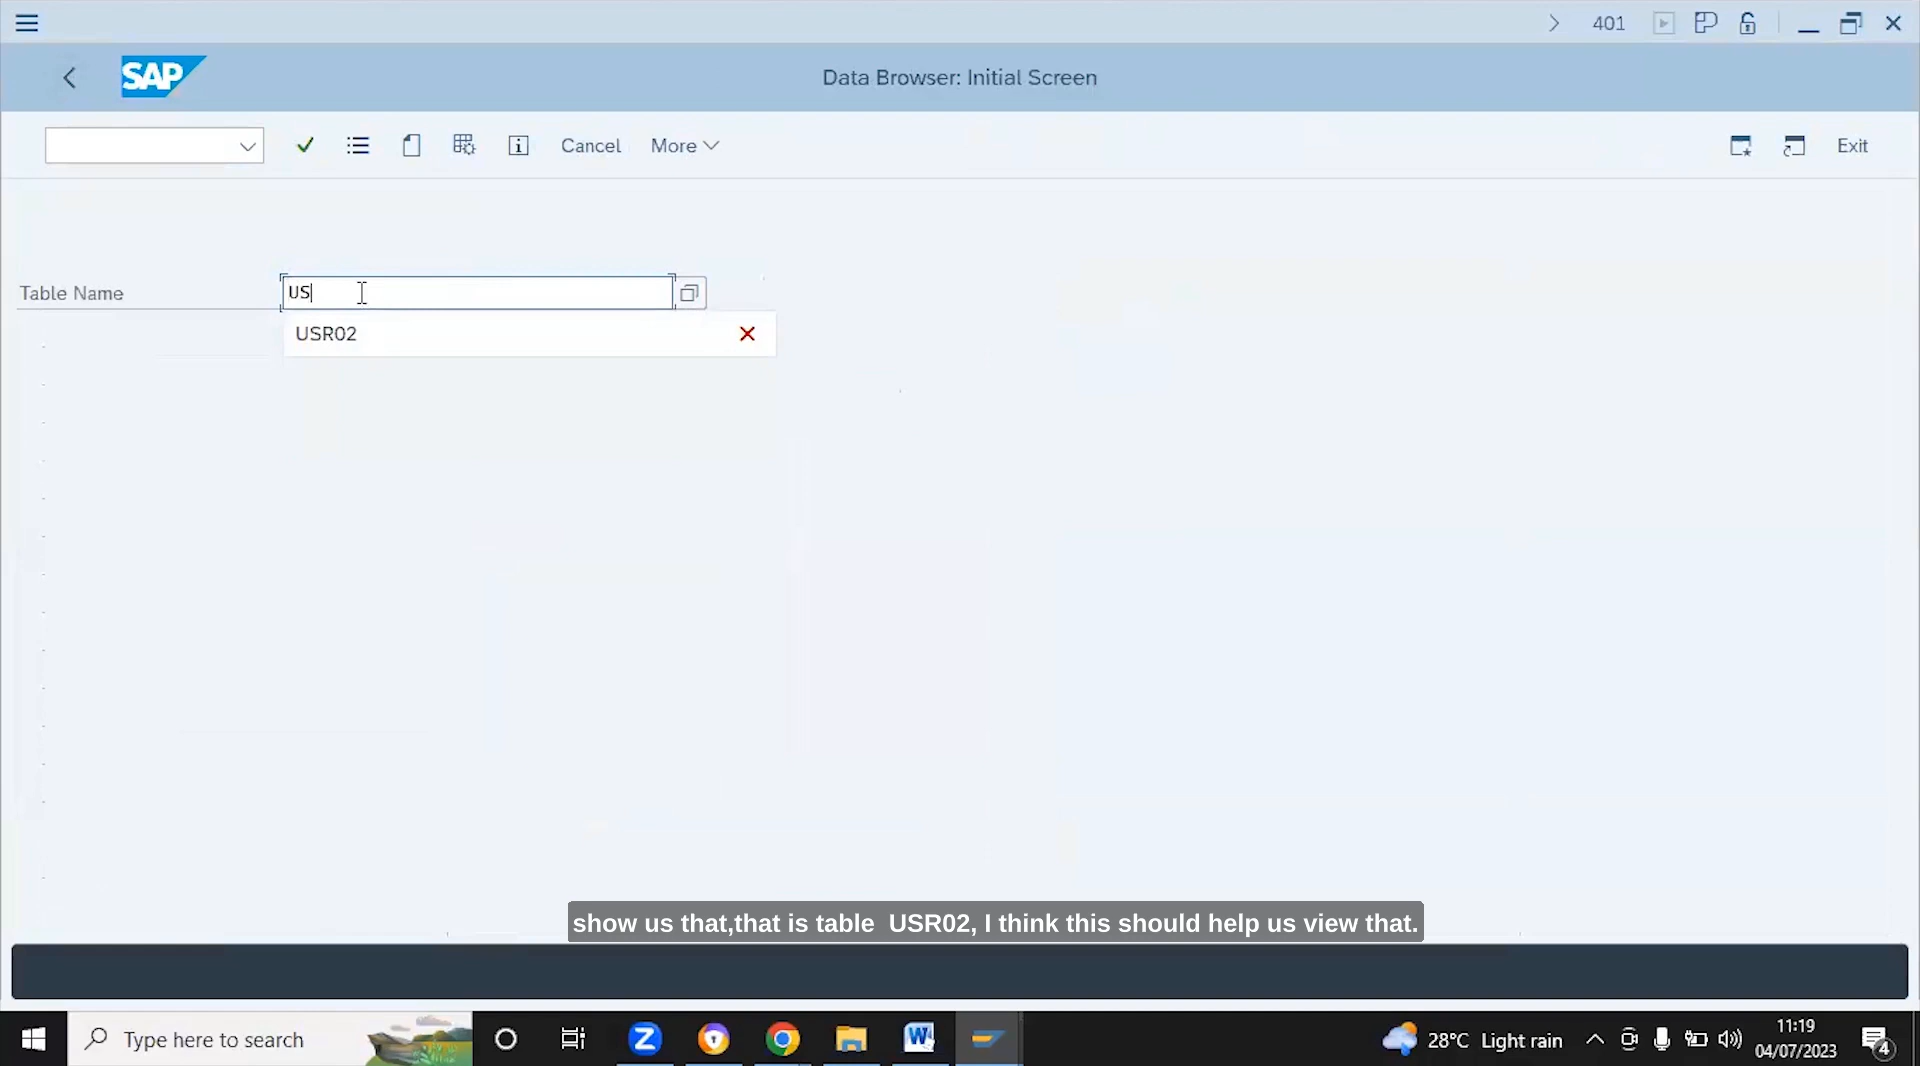 401
SAP
Data Browser: Initial Screen
Cancel
More
Exit
Table Name
US
USR02
show us that,that is table  USR02, I think this should help us view that.
Type here to search
28°C Light rain
11:19
04/07/2023
4